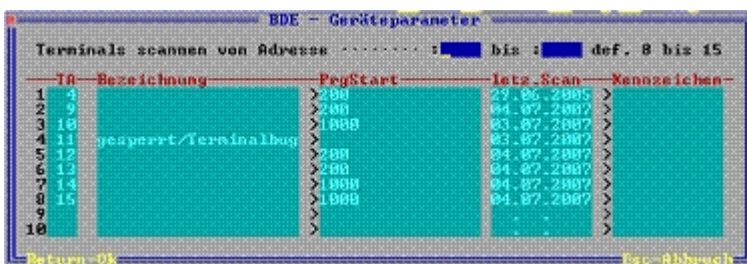 BDE - Geräteparameter
Terminals scannen von Adresse ········ : bis : def. 8 bis 15
TA Bezeichnung PrgStart letz.Scan Kennzeichen
1 4 >200 29.06.2005 >
2 9 >200 04.07.2007 >
3 10 >1000 03.07.2007 >
4 11 gesperrt/Terminalbug > 03.07.2007 >
5 12 >200 04.07.2007 >
6 13 >200 04.07.2007 >
7 14 >1000 04.07.2007 >
8 15 >1000 04.07.2007 >
9 > . . >
10 > . . >
Return-Ok Esc-Abbruch